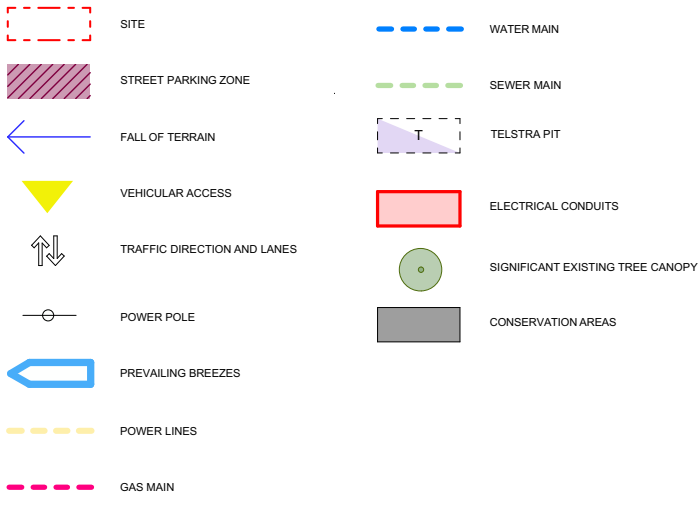 SITE
STREET PARKING ZONE
FALL OF TERRAIN
VEHICULAR ACCESS
TRAFFIC DIRECTION AND LANES
POWER POLE
PREVAILING BREEZES
POWER LINES
GAS MAIN
WATER MAIN
SEWER MAIN
T
TELSTRA PIT
ELECTRICAL CONDUITS
SIGNIFICANT EXISTING TREE CANOPY
CONSERVATION AREAS